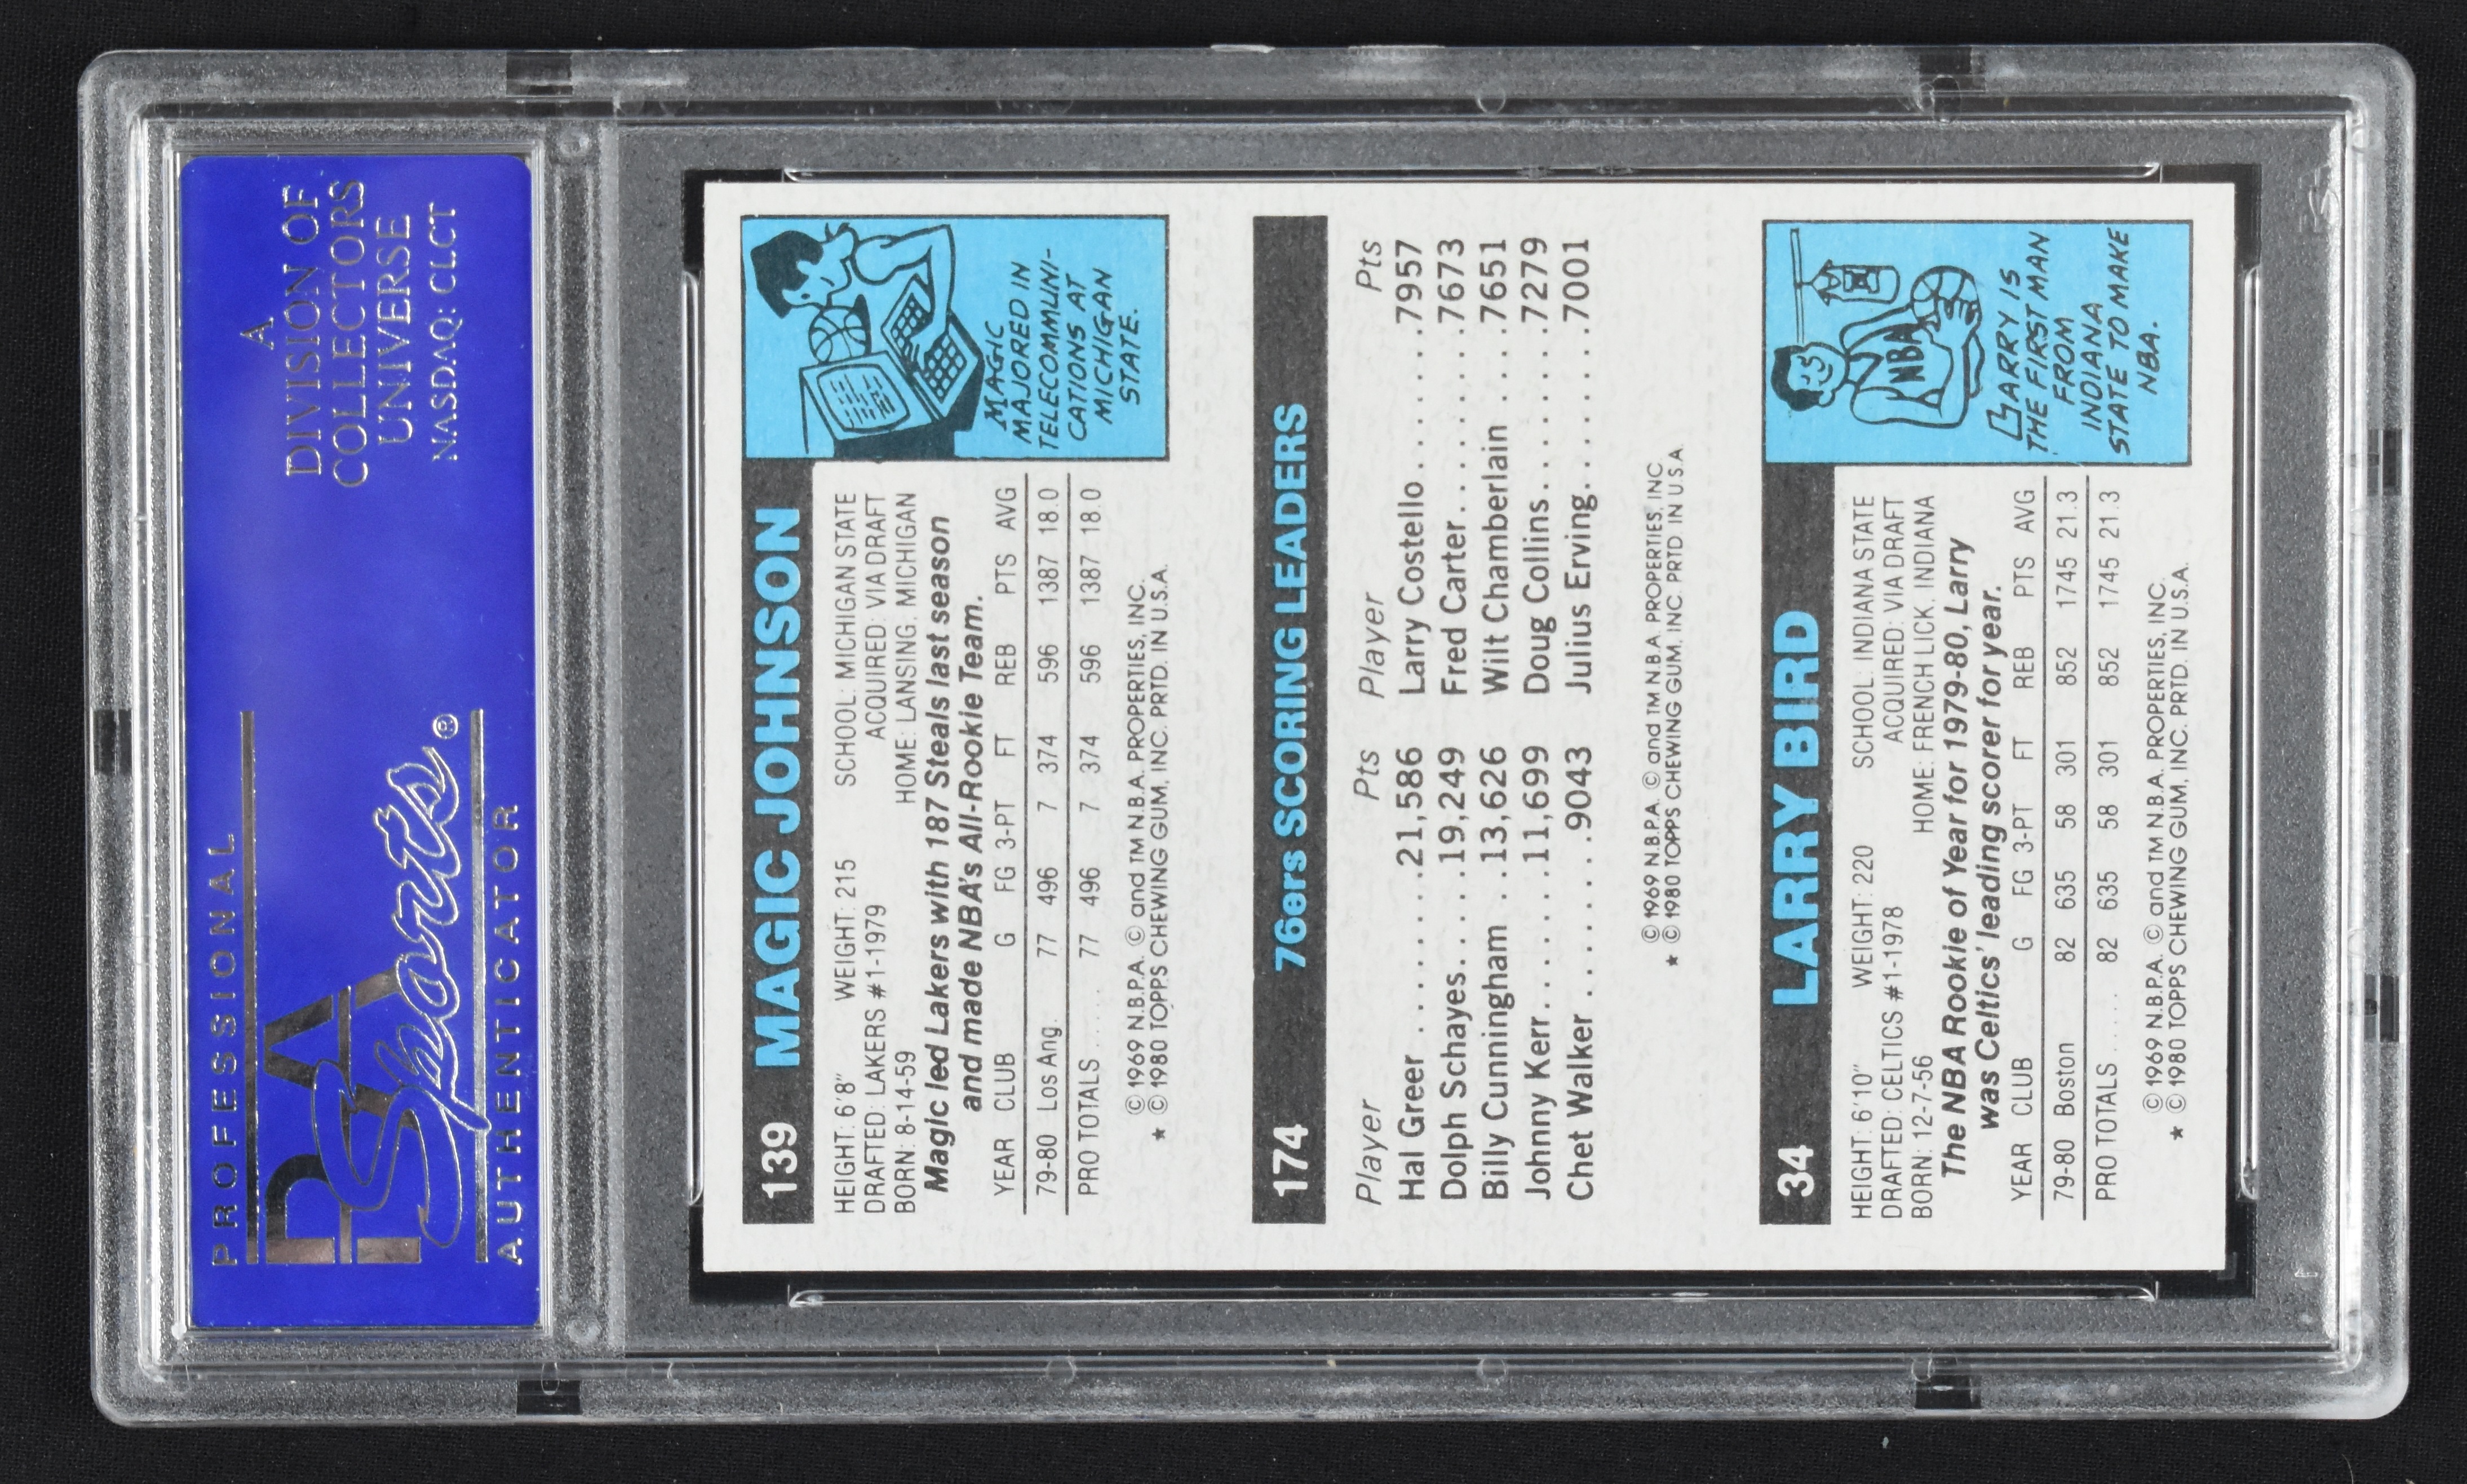 PROFESSIONAL
PSA
Sports®
AUTHENTICATOR
A
DIVISION OF
COLLECTORS
UNIVERSE
NASDAQ: CLCT
139 MAGIC JOHNSON
HEIGHT: 6'8" WEIGHT: 215 SCHOOL: MICHIGAN STATE
DRAFTED: LAKERS #1-1979 ACQUIRED: VIA DRAFT
BORN: 8-14-59 HOME: LANSING, MICHIGAN
Magic led Lakers with 187 Steals last season
and made NBA's All-Rookie Team.
YEAR CLUB G FG 3-PT FT REB PTS AVG
79-80 Los Ang. 77 496 7 374 596 1387 18.0
PRO TOTALS .... 77 496 7 374 596 1387 18.0
© 1969 N.B.P.A. © and TM N.B.A. PROPERTIES, INC.
★ © 1980 TOPPS CHEWING GUM, INC. PRTD. IN U.S.A.
MAGIC
MAJORED IN
TELECOMMUNI-
CATIONS AT
MICHIGAN
STATE.
174 76ers SCORING LEADERS
Player Pts Player Pts
Hal Greer ........21,586 Larry Costello........7957
Dolph Schayes....19,249 Fred Carter........7673
Billy Cunningham ..13,626 Wilt Chamberlain ...7651
Johnny Kerr......11,699 Doug Collins.......7279
Chet Walker ......9043 Julius Erving.......7001
© 1969 N.B.P.A. © and TM N.B.A. PROPERTIES, INC
★ © 1980 TOPPS CHEWING GUM, INC. PRTD IN U.S.A
34 LARRY BIRD
HEIGHT: 6'10" WEIGHT: 220 SCHOOL: INDIANA STATE
DRAFTED: CELTICS #1-1978 ACQUIRED: VIA DRAFT
BORN: 12-7-56 HOME: FRENCH LICK, INDIANA
The NBA Rookie of Year for 1979-80, Larry
was Celtics' leading scorer for year.
YEAR CLUB G FG 3-PT FT REB PTS AVG
79-80 Boston 82 635 58 301 852 1745 21.3
PRO TOTALS .... 82 635 58 301 852 1745 21.3
© 1969 N.B.P.A. © and TM N.B.A. PROPERTIES, INC.
★ © 1980 TOPPS CHEWING GUM, INC. PRTD. IN U.S.A.
NBA
LARRY IS
THE FIRST MAN
FROM
INDIANA
STATE TO MAKE
NBA.